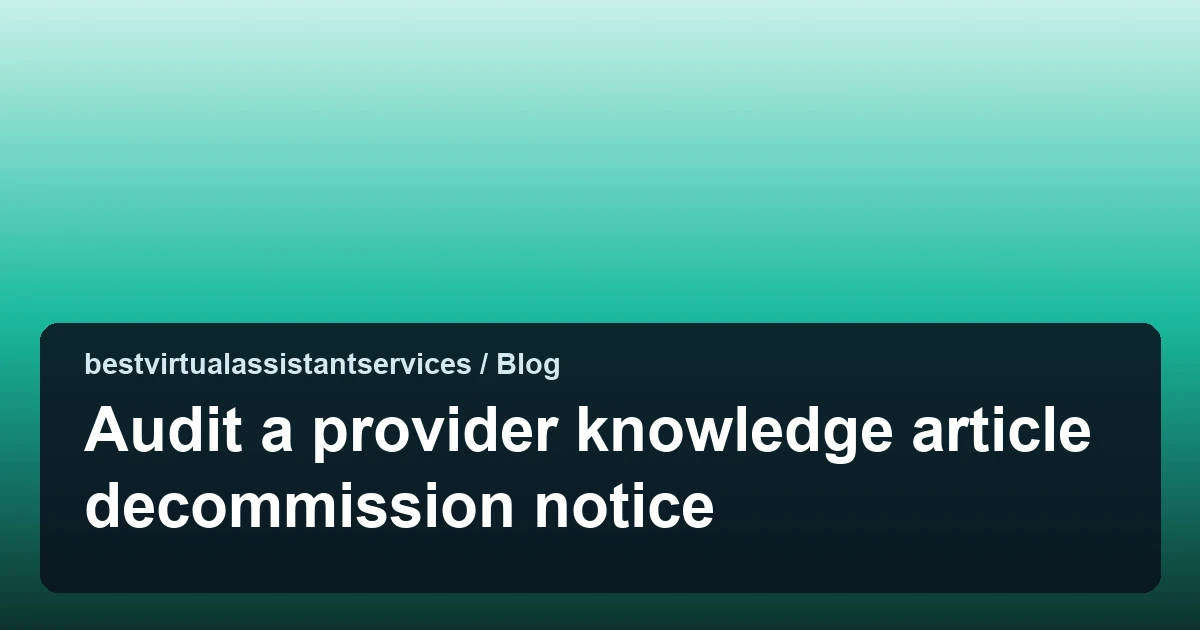 bestvirtualassistantservices / Blog
Audit a provider knowledge article
decommission notice